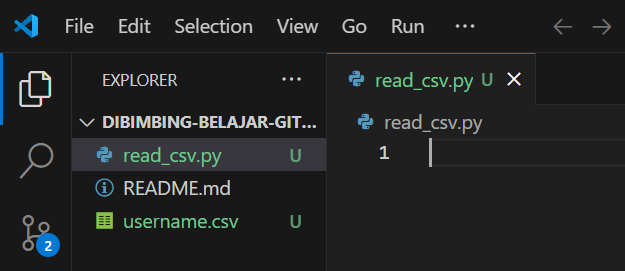 File Edit Selection View Go Run ···
EXPLORER ···
DIBIMBING-BELAJAR-GIT...
read_csv.py U
README.md
username.csv U
2
read_csv.py U
read_csv.py
1